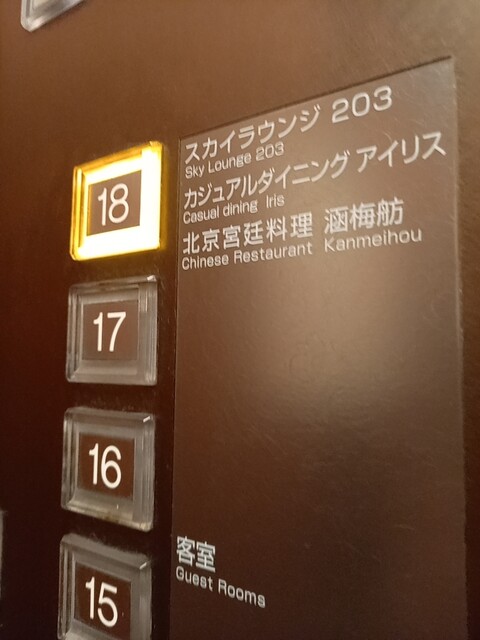 スカイラウンジ 203
Sky Lounge 203
カジュアルダイニング アイリス
Casual dining Iris
北京宮廷料理 涵梅舫
Chinese Restaurant Kanmeihou
18
17
16
客室
Guest Rooms
15